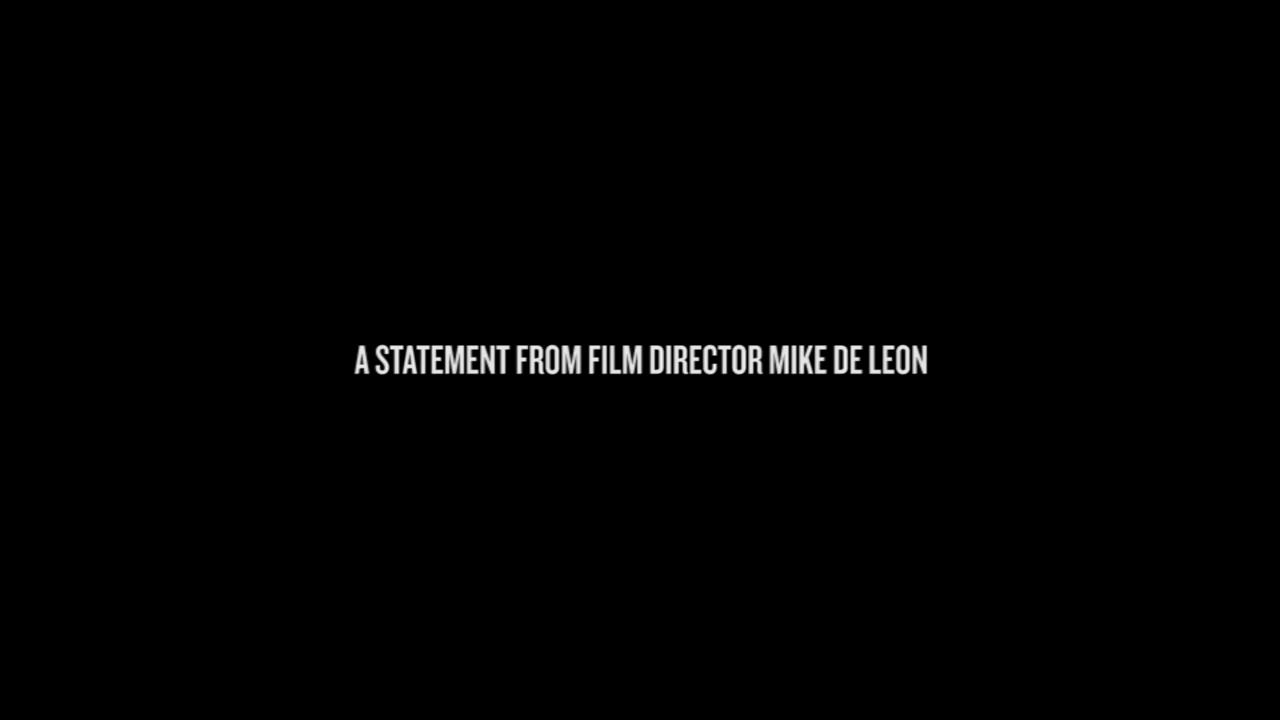 A STATEMENT FROM FILM DIRECTOR MIKE DE LEON